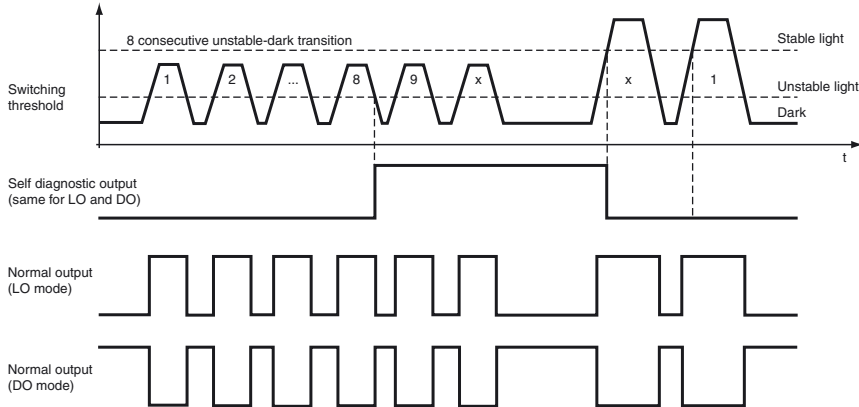 8 consecutive unstable-dark transition
Stable light
Switching
threshold
1
2
...
8
9
x
x
1
Unstable light
Dark
t
Self diagnostic output
(same for LO and DO)
Normal output
(LO mode)
Normal output
(DO mode)